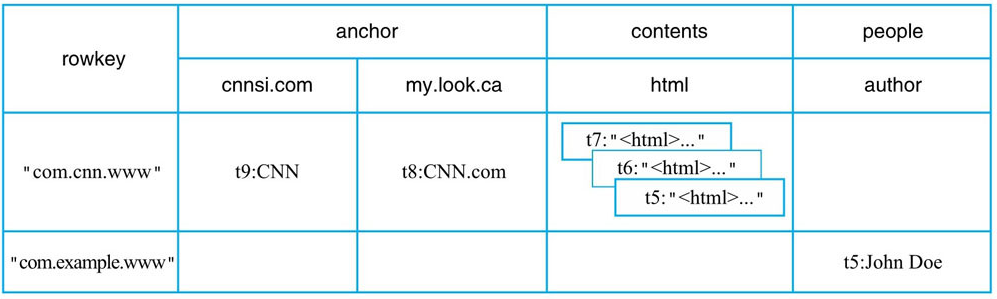 rowkey
anchor
contents
people
cnnsi.com
my.look.ca
html
author
"com.cnn.www"
t9:CNN
t8:CNN.com
t7:"<html>..."
t6:"<html>..."
t5:"<html>..."
"com.example.www"
t5:John Doe